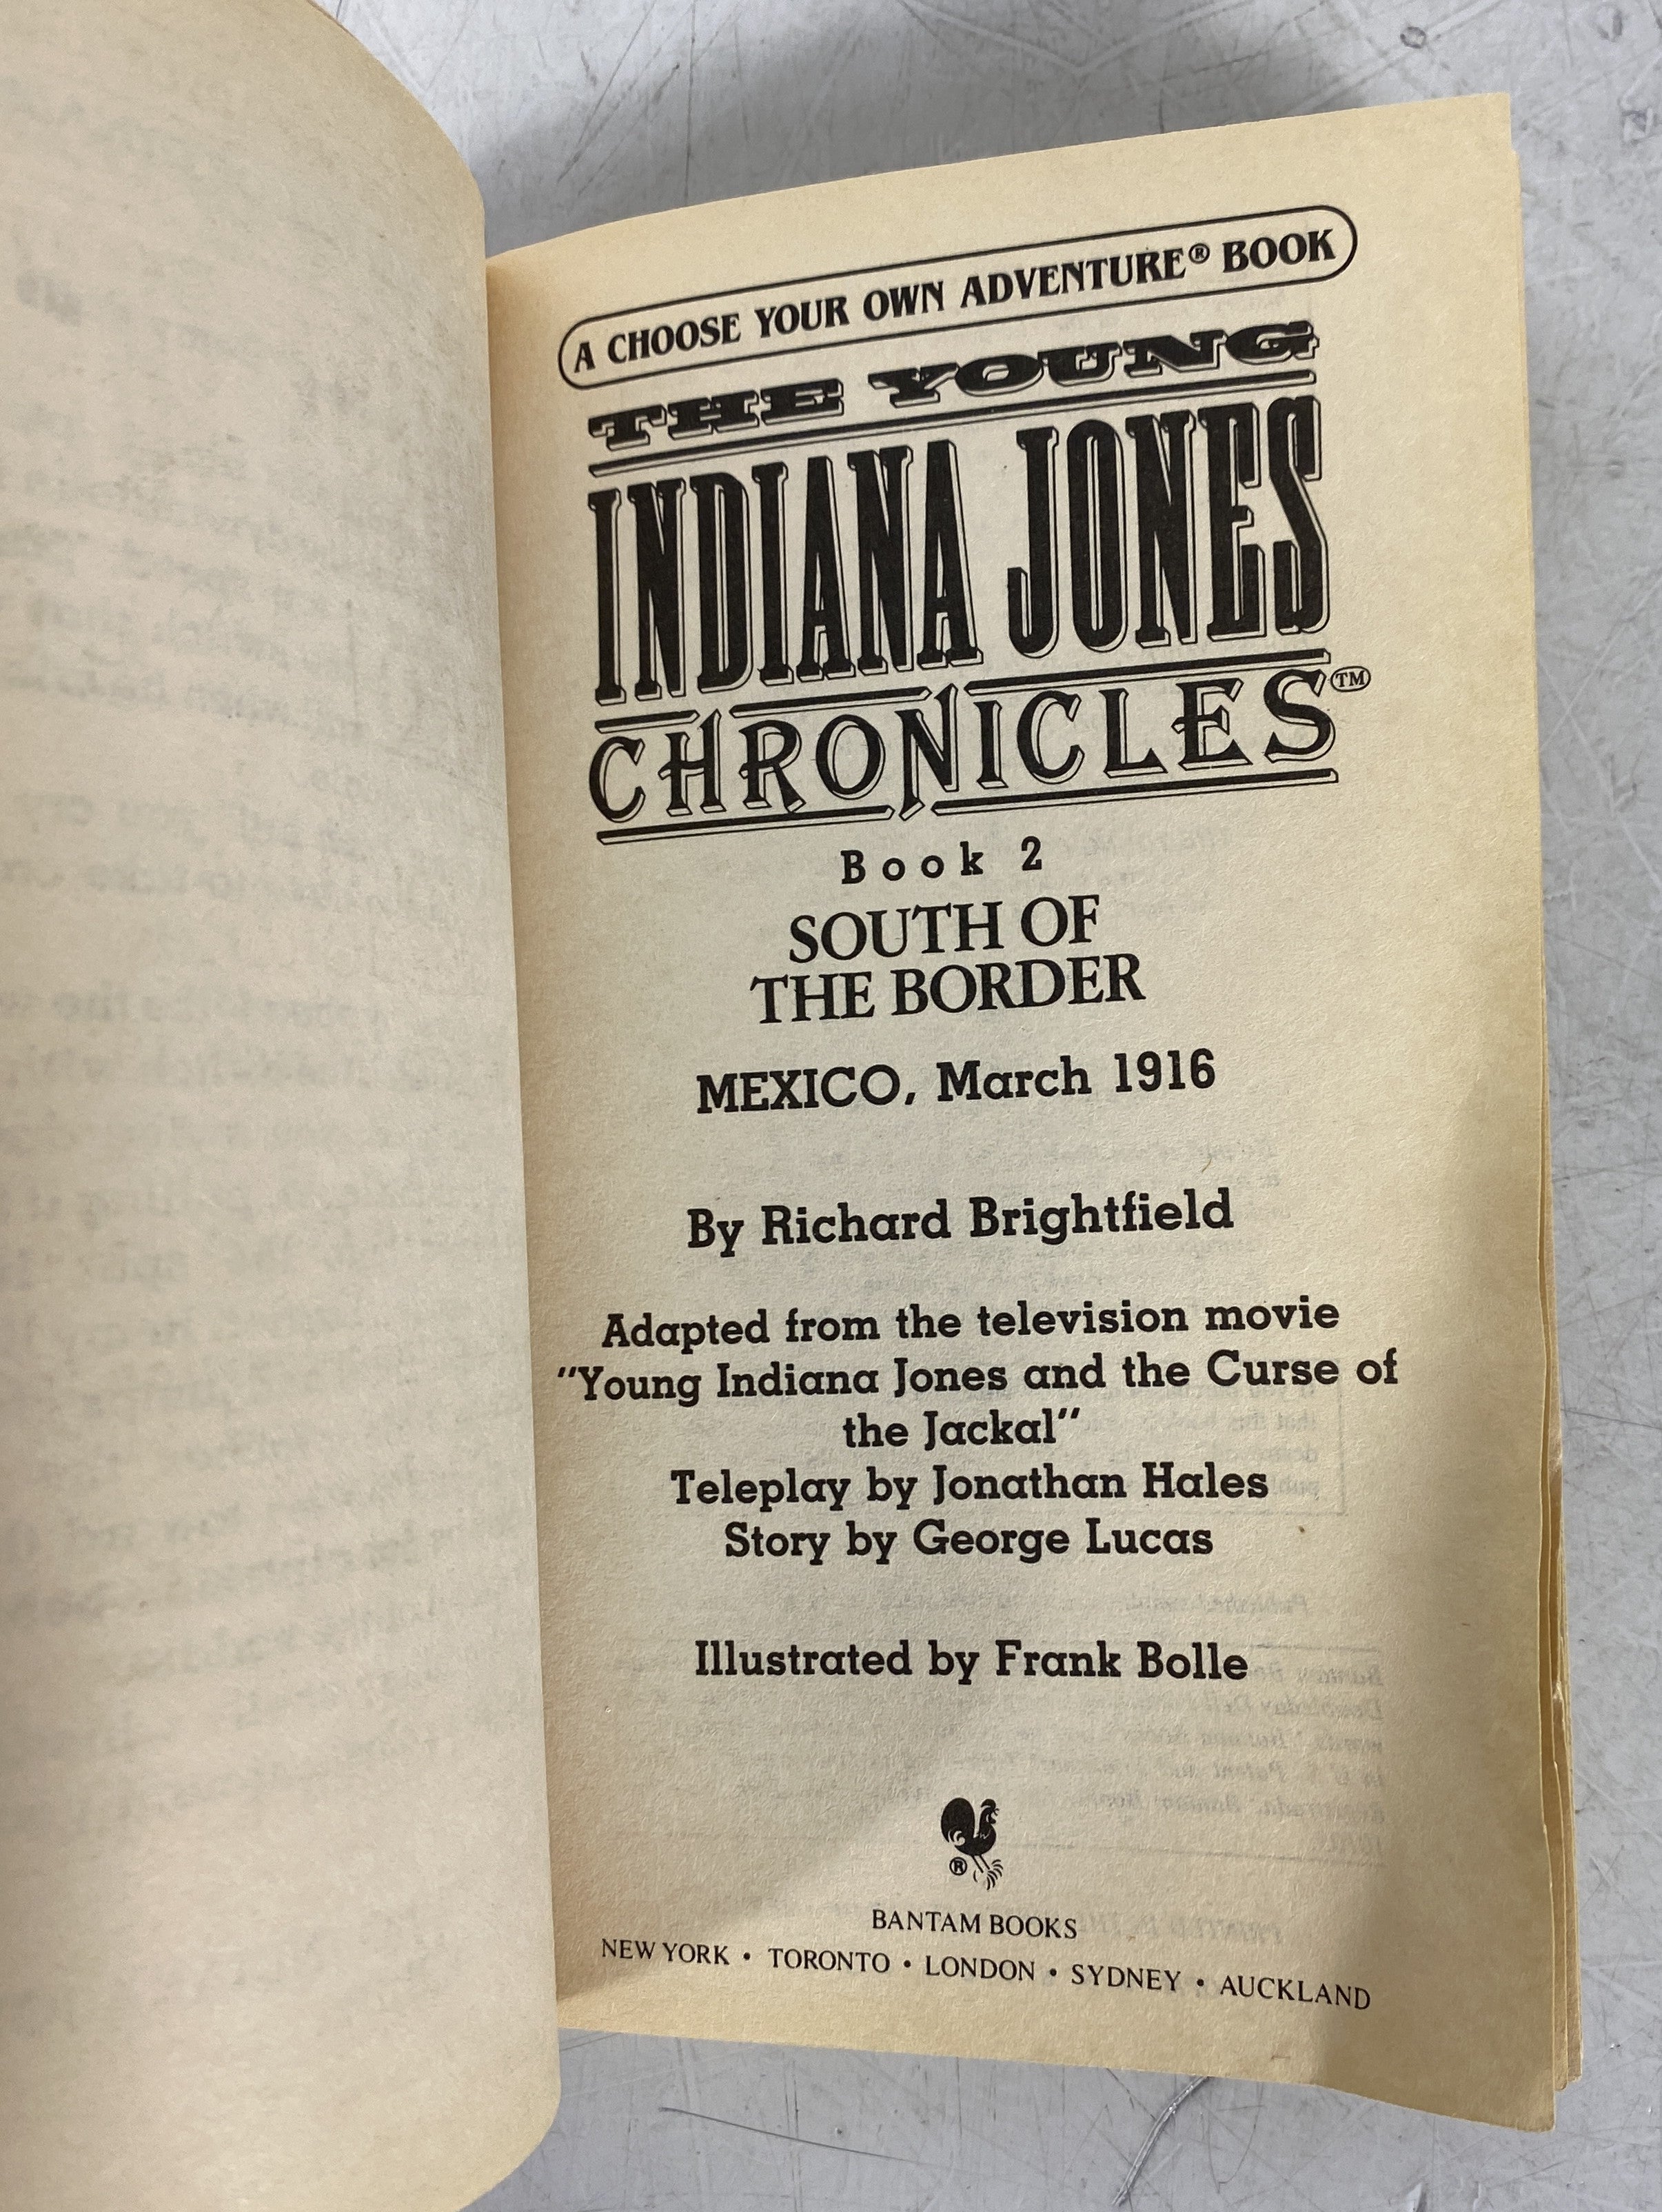 A CHOOSE YOUR OWN ADVENTURE® BOOK
THE YOUNG
INDIANA JONES
CHRONICLES™
Book 2
SOUTH OF
THE BORDER
MEXICO, March 1916
By Richard Brightfield
Adapted from the television movie
"Young Indiana Jones and the Curse of
the Jackal"
Teleplay by Jonathan Hales
Story by George Lucas
Illustrated by Frank Bolle
®
BANTAM BOOKS
NEW YORK • TORONTO • LONDON • SYDNEY • AUCKLAND